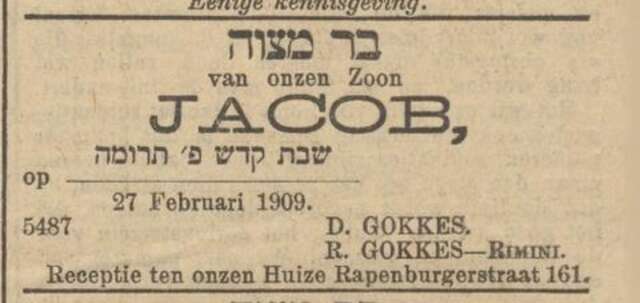 Eenige kennisgeving.
בר מצוה
van onzen Zoon
JACOB,
שבת קדש פ׳ תרומה
op
27 Februari 1909.
5487 D. GOKKES.
R. GOKKES—RIMINI.
Receptie ten onzen Huize Rapenburgerstraat 161.